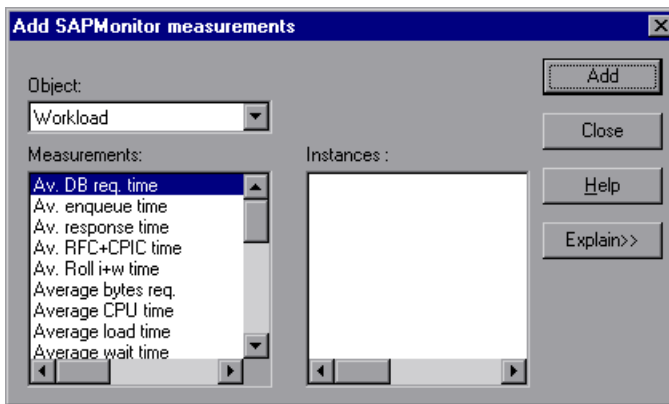 Add SAPMonitor measurements
Object:
Workload
Measurements:
Av. DB req. time
Av. enqueue time
Av. response time
Av. RFC+CPIC time
Av. Roll i+w time
Average bytes req.
Average CPU time
Average load time
Average wait time
Instances :
Add
Close
Help
Explain>>